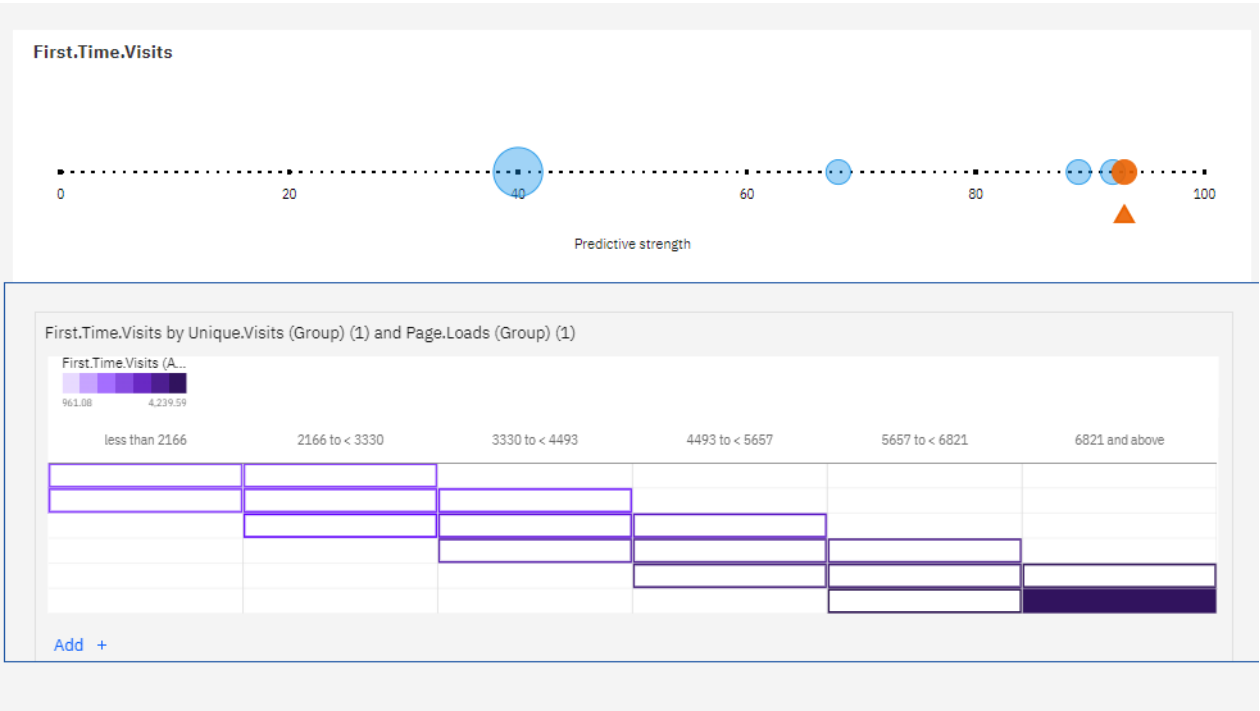 First.Time.Visits
0 20 40 60 80 100
Predictive strength
First.Time.Visits by Unique.Visits (Group) (1) and Page.Loads (Group) (1)
First.Time.Visits (A...
961.08 4,239.59
less than 2166 2166 to < 3330 3330 to < 4493 4493 to < 5657 5657 to < 6821 6821 and above
Add +